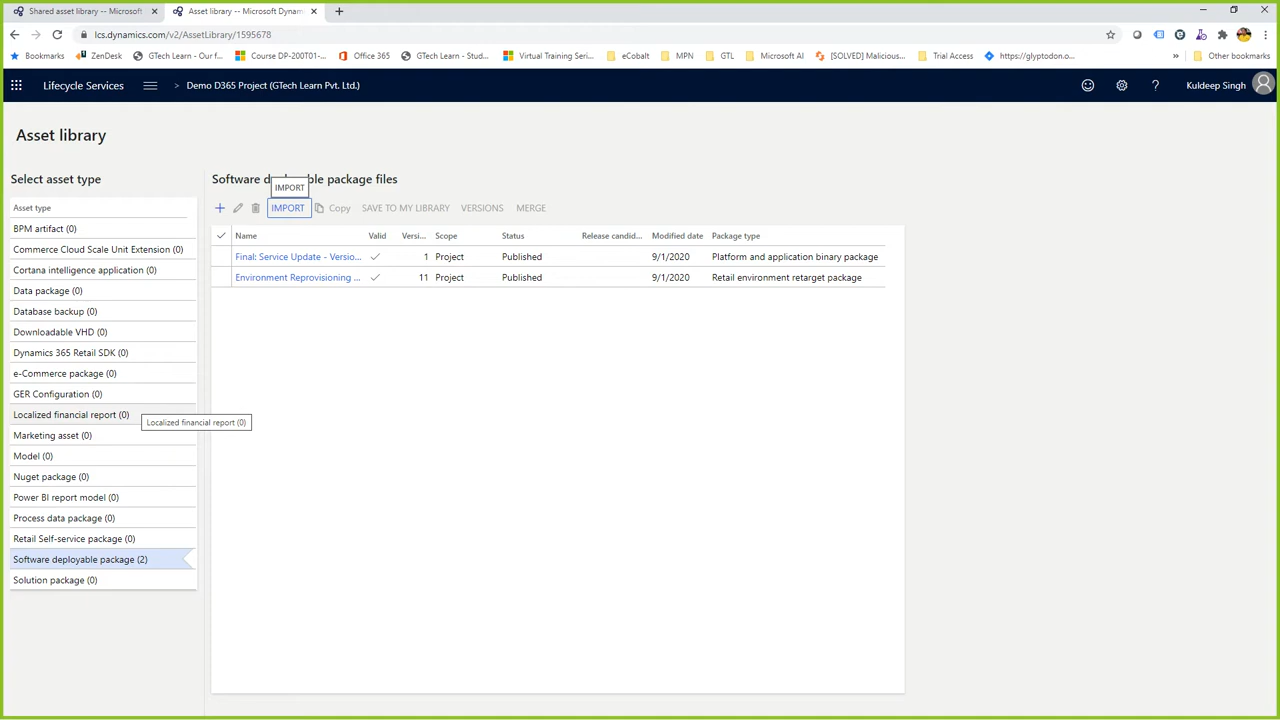 Shared asset library -- Microsoft
Asset library -- Microsoft Dynam
lcs.dynamics.com/v2/AssetLibrary/1595678
Bookmarks ZenDesk GTech Learn - Our f... Course DP-200T01-... Office 365 GTech Learn - Stud... Virtual Training Seri... eCobalt MPN GTL Microsoft AI [SOLVED] Malicious... Trial Access https://glyptodon.o... » Other bookmarks
Lifecycle Services > Demo D365 Project (GTech Learn Pvt. Ltd.) ? Kuldeep Singh
Asset library
Select asset type
Asset type
BPM artifact (0)
Commerce Cloud Scale Unit Extension (0)
Cortana intelligence application (0)
Data package (0)
Database backup (0)
Downloadable VHD (0)
Dynamics 365 Retail SDK (0)
e-Commerce package (0)
GER Configuration (0)
Localized financial report (0)
Localized financial report (0)
Marketing asset (0)
Model (0)
Nuget package (0)
Power BI report model (0)
Process data package (0)
Retail Self-service package (0)
Software deployable package (2)
Solution package (0)
Software deployable package files
IMPORT
IMPORT Copy SAVE TO MY LIBRARY VERSIONS MERGE
Name Valid Versi... Scope Status Release candid... Modified date Package type
Final: Service Update - Versio... 1 Project Published 9/1/2020 Platform and application binary package
Environment Reprovisioning ... 11 Project Published 9/1/2020 Retail environment retarget package